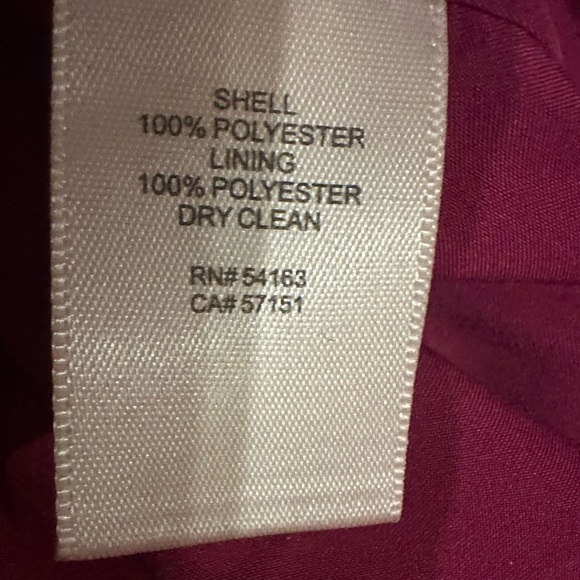 SHELL
100% POLYESTER
LINING
100% POLYESTER
DRY CLEAN
RN# 54163
CA# 57151